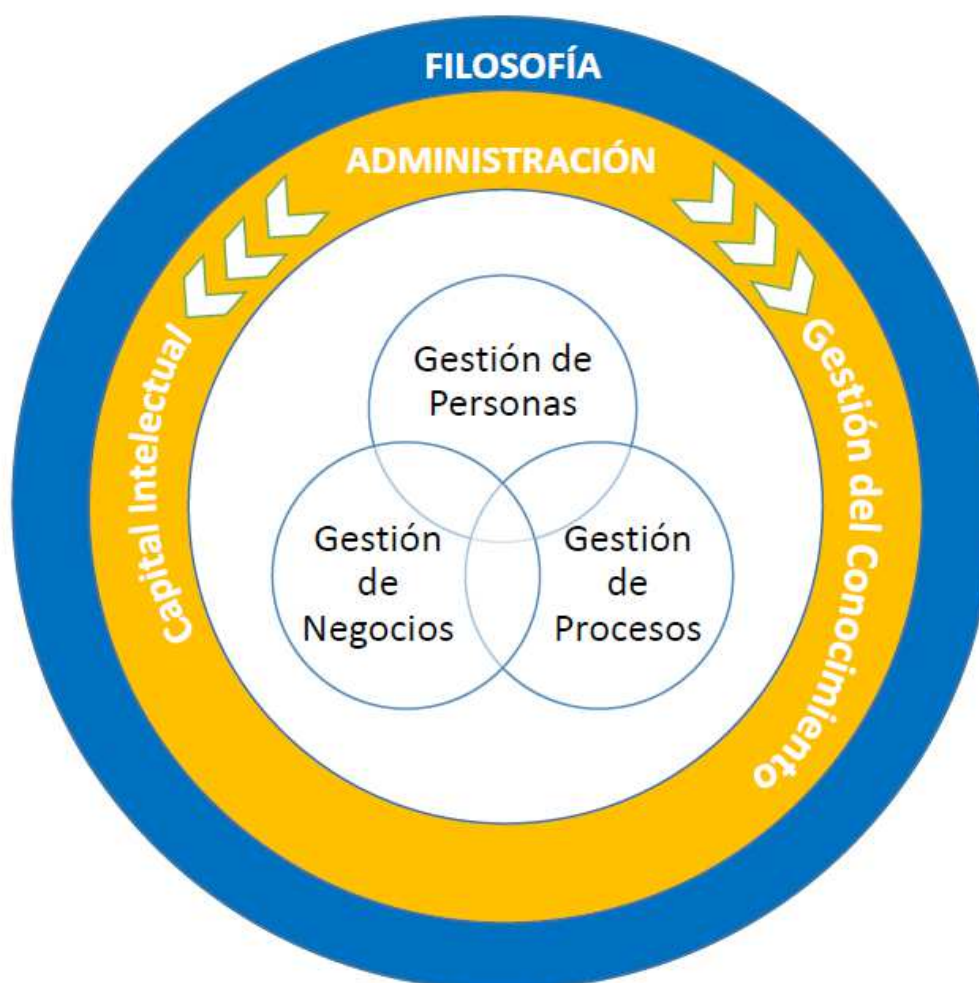 FILOSOFÍA
ADMINISTRACIÓN
Capital Intelectual
Gestión del Conocimiento
Gestión de
Personas
Gestión
de
Negocios
Gestión
de
Procesos